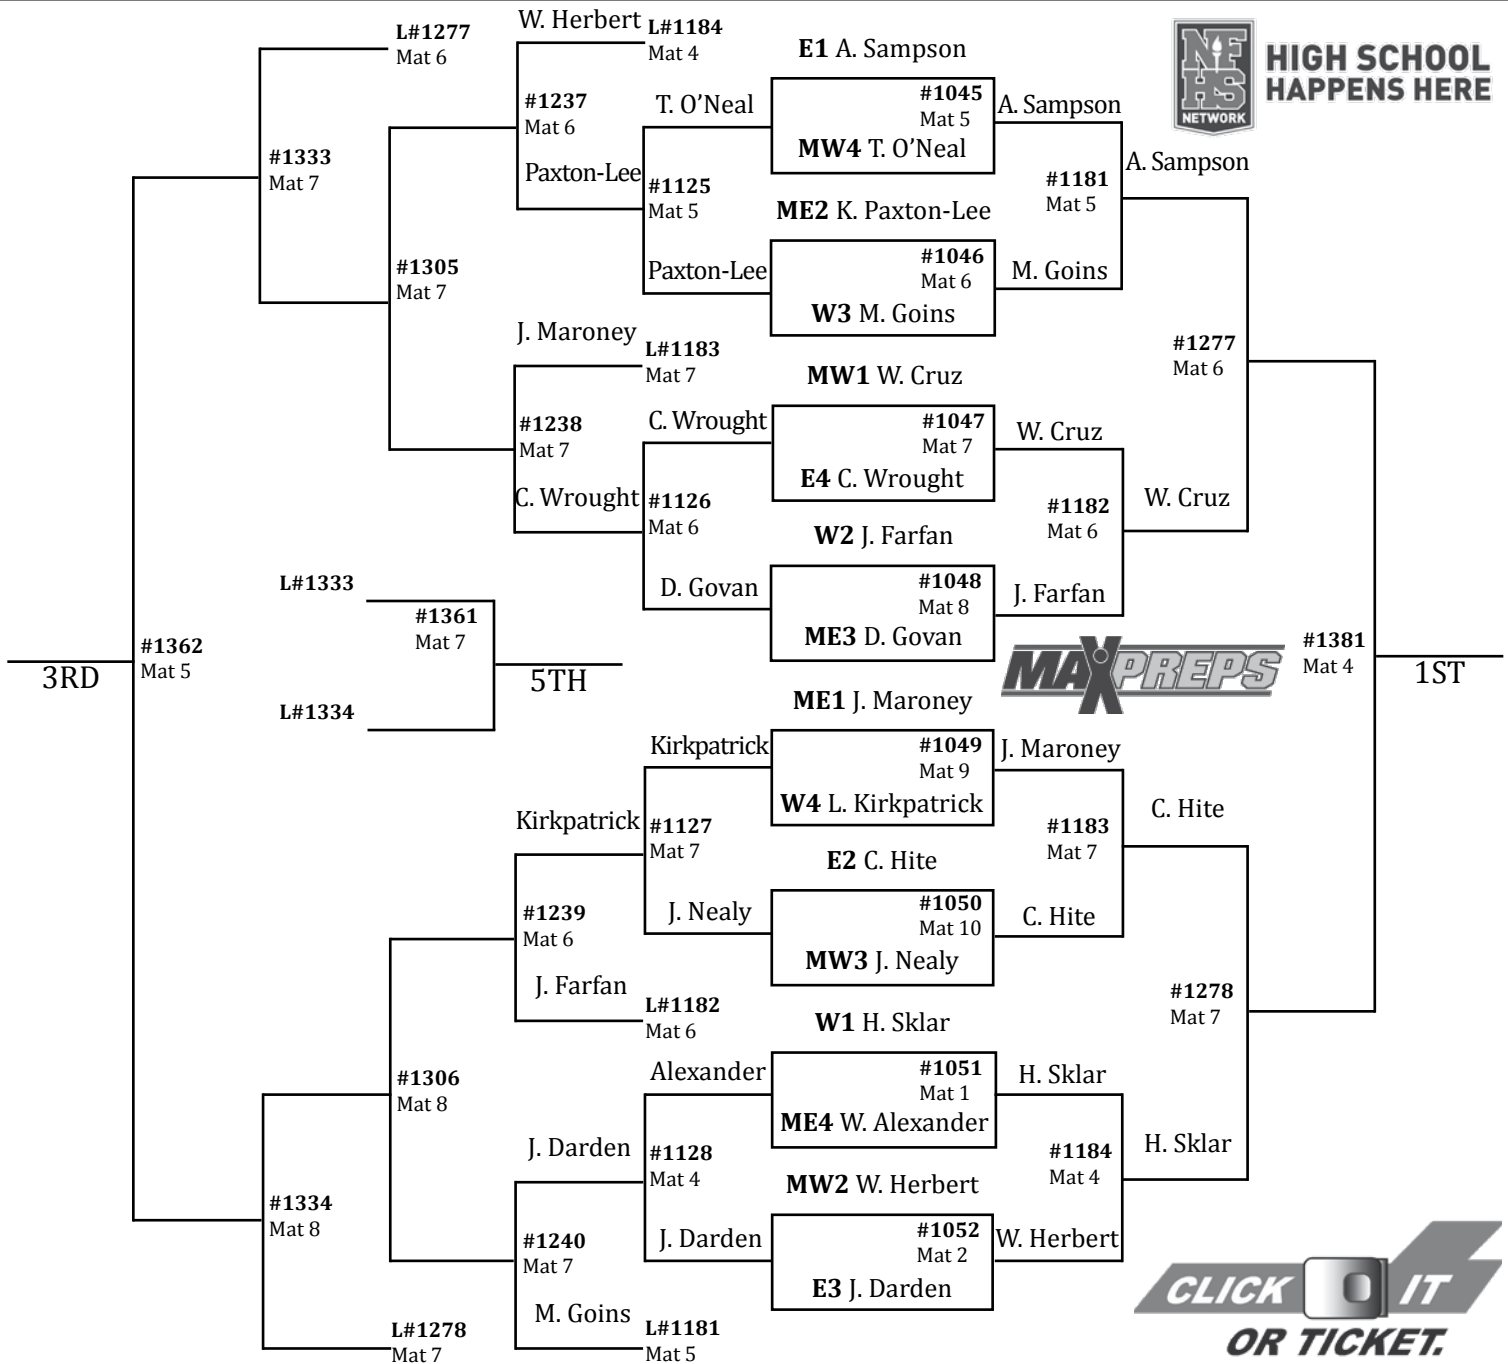 L#1277
Mat 6
W. Herbert
L#1184
Mat 4
E1 A. Sampson
NFHS
NETWORK
HIGH SCHOOL
HAPPENS HERE
#1237
Mat 6
T. O’Neal
#1045
Mat 5
A. Sampson
MW4 T. O’Neal
#1333
Mat 7
Paxton-Lee
#1125
Mat 5
#1181
Mat 5
A. Sampson
ME2 K. Paxton-Lee
#1305
Mat 7
Paxton-Lee
#1046
Mat 6
M. Goins
W3 M. Goins
J. Maroney
L#1183
Mat 7
#1277
Mat 6
MW1 W. Cruz
#1238
Mat 7
C. Wrought
#1047
Mat 7
W. Cruz
E4 C. Wrought
C. Wrought
#1126
Mat 6
#1182
Mat 6
W. Cruz
W2 J. Farfan
L#1333
D. Govan
#1048
Mat 8
J. Farfan
ME3 D. Govan
#1361
Mat 7
#1362
Mat 5
3RD
5TH
MAXPREPS
#1381
Mat 4
1ST
L#1334
ME1 J. Maroney
Kirkpatrick
#1049
Mat 9
J. Maroney
W4 L. Kirkpatrick
Kirkpatrick
#1127
Mat 7
#1183
Mat 7
C. Hite
E2 C. Hite
#1239
Mat 6
J. Nealy
#1050
Mat 10
C. Hite
MW3 J. Nealy
J. Farfan
L#1182
Mat 6
#1278
Mat 7
W1 H. Sklar
#1306
Mat 8
Alexander
#1051
Mat 1
H. Sklar
ME4 W. Alexander
J. Darden
#1128
Mat 4
#1184
Mat 4
H. Sklar
MW2 W. Herbert
#1334
Mat 8
#1240
Mat 7
J. Darden
#1052
Mat 2
W. Herbert
E3 J. Darden
M. Goins
L#1278
Mat 7
L#1181
Mat 5
CLICK IT
OR TICKET.